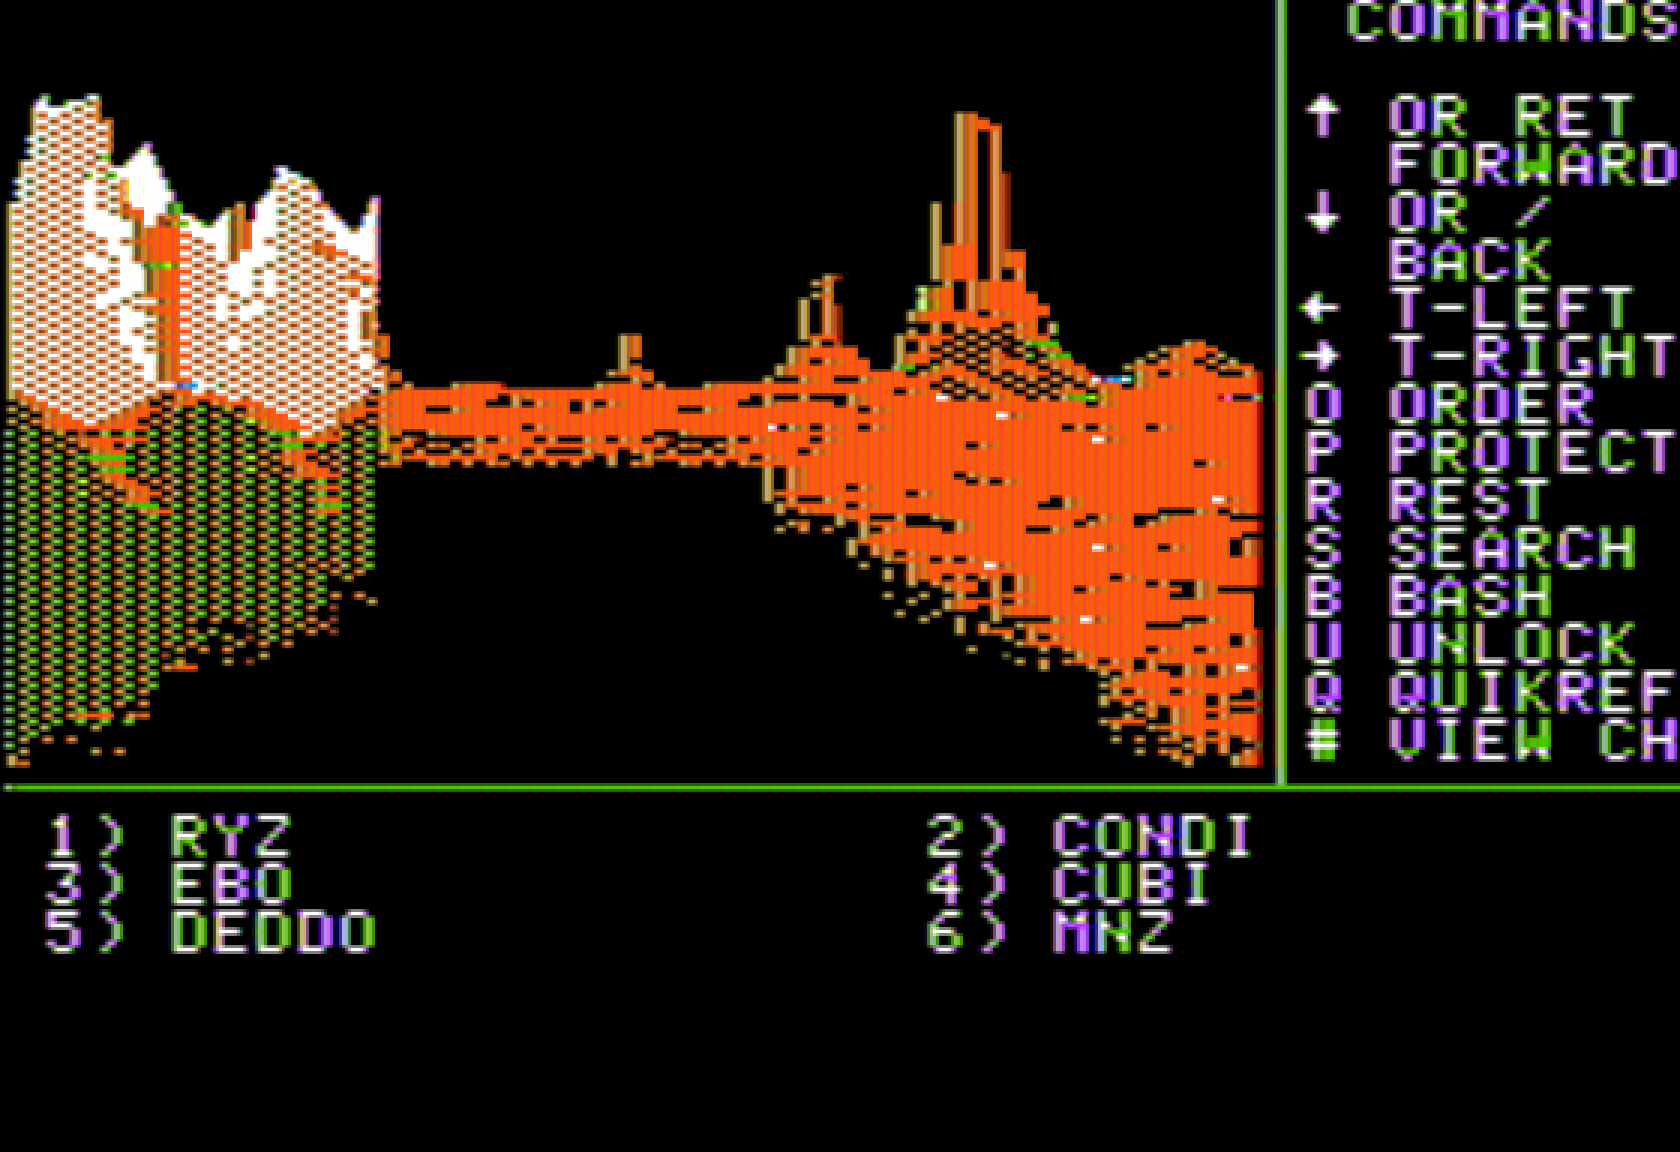 COMMANDS
↑ OR RET
FORWARD
↓ OR /
BACK
← T-LEFT
→ T-RIGHT
O ORDER
P PROTECT
R REST
S SEARCH
B BASH
U UNLOCK
Q QUIKREF
# VIEW CH
1) RYZ 2) CONDI
3) EBO 4) CUBI
5) DEDDO 6) MNZ